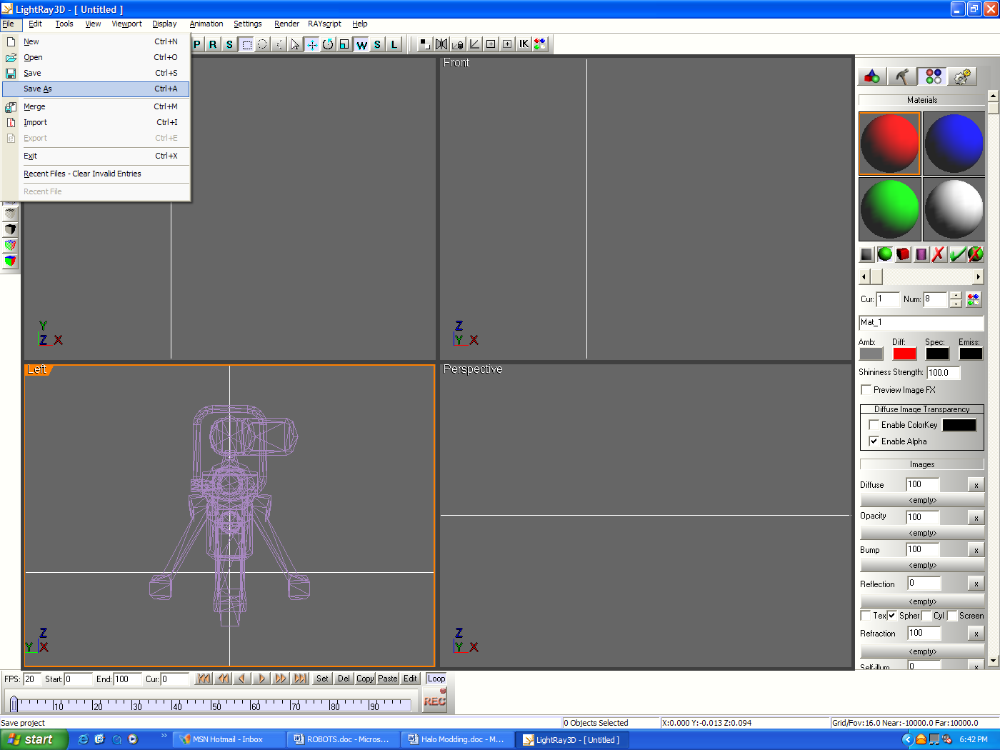 LightRay3D - [ Untitled ]
File Edit Tools View Viewport Display Animation Settings Render RAYscript Help
New Ctrl+N
Open Ctrl+O
Save Ctrl+S
Save As Ctrl+A
Merge Ctrl+M
Import Ctrl+I
Export Ctrl+E
Exit Ctrl+X
Recent Files - Clear Invalid Entries
Recent File
P R S W S L IK
Front
Y
Z X
Z
Y X
Left
Z
Y X
Perspective
Z
Y X
Materials
Cur: 1 Num: 8
Mat_1
Amb: Diff: Spec: Emiss:
Shininess Strength: 100.0
Preview Image FX
Diffuse Image Transparency
Enable ColorKey
Enable Alpha
Images
Diffuse 100 x
<empty>
Opacity 100 x
<empty>
Bump 100 x
<empty>
Reflection 0 x
<empty>
Tex Spher Cyl Screen
Refraction 100 x
<empty>
Self-illum 0
FPS: 20 Start: 0 End: 100 Cur: 0 Set Del Copy Paste Edit Loop
10 20 30 40 50 60 70 80 90 REC
Save project 0 Objects Selected X:0.000 Y:-0.013 Z:0.094 Grid/Fov:16.0 Near:-10000.0 Far:10000.0
start MSN Hotmail - Inbox ROBOTS.doc - Micros... Halo Modding.doc - M... LightRay3D - [ Untitled ] 6:42 PM